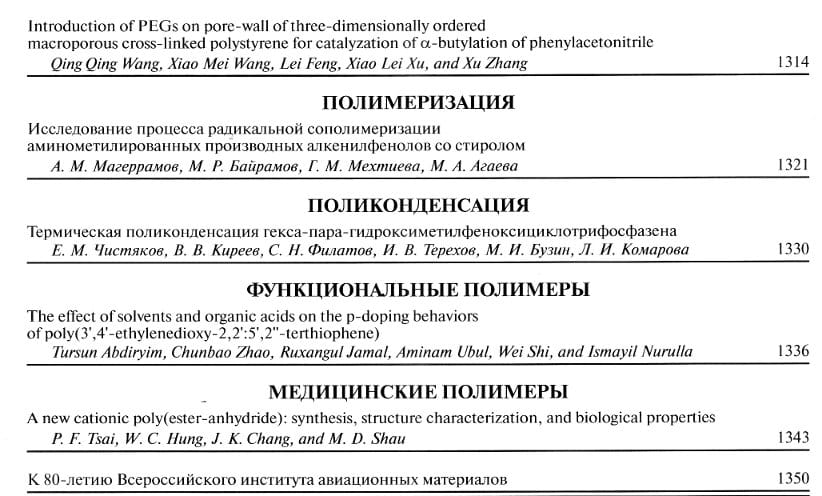 Introduction of PEGs on pore-wall of three-dimensionally ordered
macroporous cross-linked polystyrene for catalyzation of α-butylation of phenylacetonitrile
Qing Qing Wang, Xiao Mei Wang, Lei Feng, Xiao Lei Xu, and Xu Zhang 1314
ПОЛИМЕРИЗАЦИЯ
Исследование процесса радикальной сополимеризации
аминометилированных производных алкенилфенолов со стиролом
А. М. Магеррамов, М. Р. Байрамов, Г. М. Мехтиева, М. А. Агаева 1321
ПОЛИКОНДЕНСАЦИЯ
Термическая поликонденсация гекса-пара-гидроксиметилфеноксициклотрифосфазена
Е. М. Чистяков, В. В. Киреев, С. Н. Филатов, И. В. Терехов, М. И. Бузин, Л. И. Комарова 1330
ФУНКЦИОНАЛЬНЫЕ ПОЛИМЕРЫ
The effect of solvents and organic acids on the p-doping behaviors
of poly(3',4'-ethylenedioxy-2,2':5',2"-terthiophene)
Tursun Abdiryim, Chunbao Zhao, Ruxangul Jamal, Aminam Ubul, Wei Shi, and Ismayil Nurulla 1336
МЕДИЦИНСКИЕ ПОЛИМЕРЫ
A new cationic poly(ester-anhydride): synthesis, structure characterization, and biological properties
P. F. Tsai, W. C. Hung, J. K. Chang, and M. D. Shau 1343
К 80-летию Всероссийского института авиационных материалов 1350